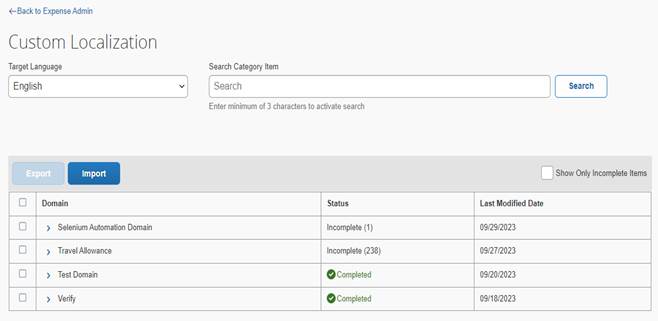 ←Back to Expense Admin
Custom Localization
Target Language
Search Category Item
English
Search
Search
Enter minimum of 3 characters to activate search
Export
Import
Show Only Incomplete Items
Domain Status Last Modified Date
Selenium Automation Domain Incomplete (1) 09/29/2023
Travel Allowance Incomplete (238) 09/27/2023
Test Domain Completed 09/20/2023
Verify Completed 09/18/2023